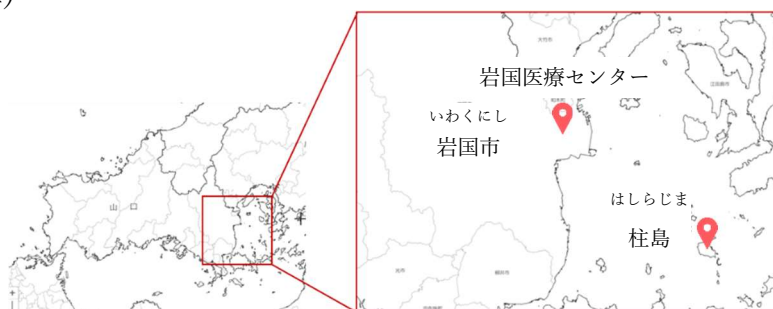 岩国医療センター
いわくにし
岩国市
はしらじま
柱島
山 口